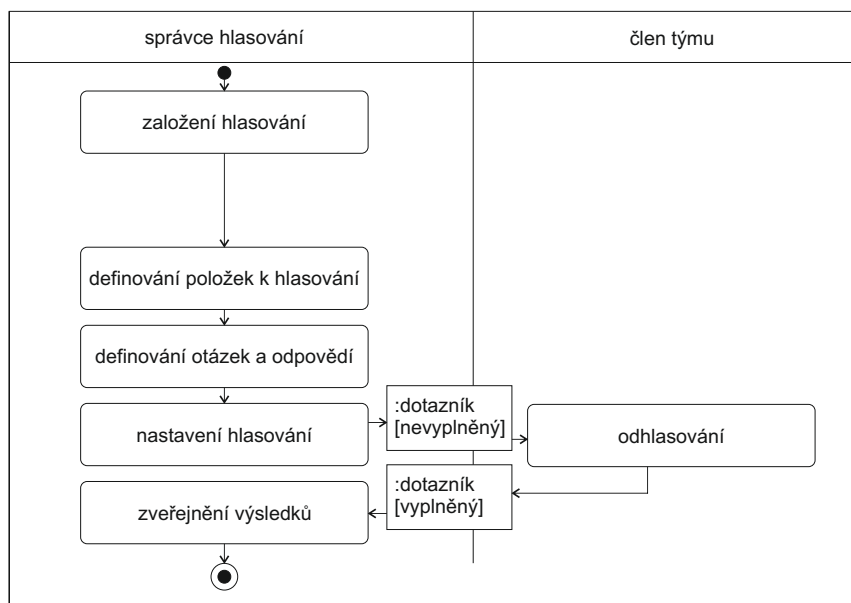 správce hlasování
člen týmu
založení hlasování
definování položek k hlasování
definování otázek a odpovědí
nastavení hlasování
:dotazník
[nevyplněný]
odhlasování
:dotazník
[vyplněný]
zveřejnění výsledků